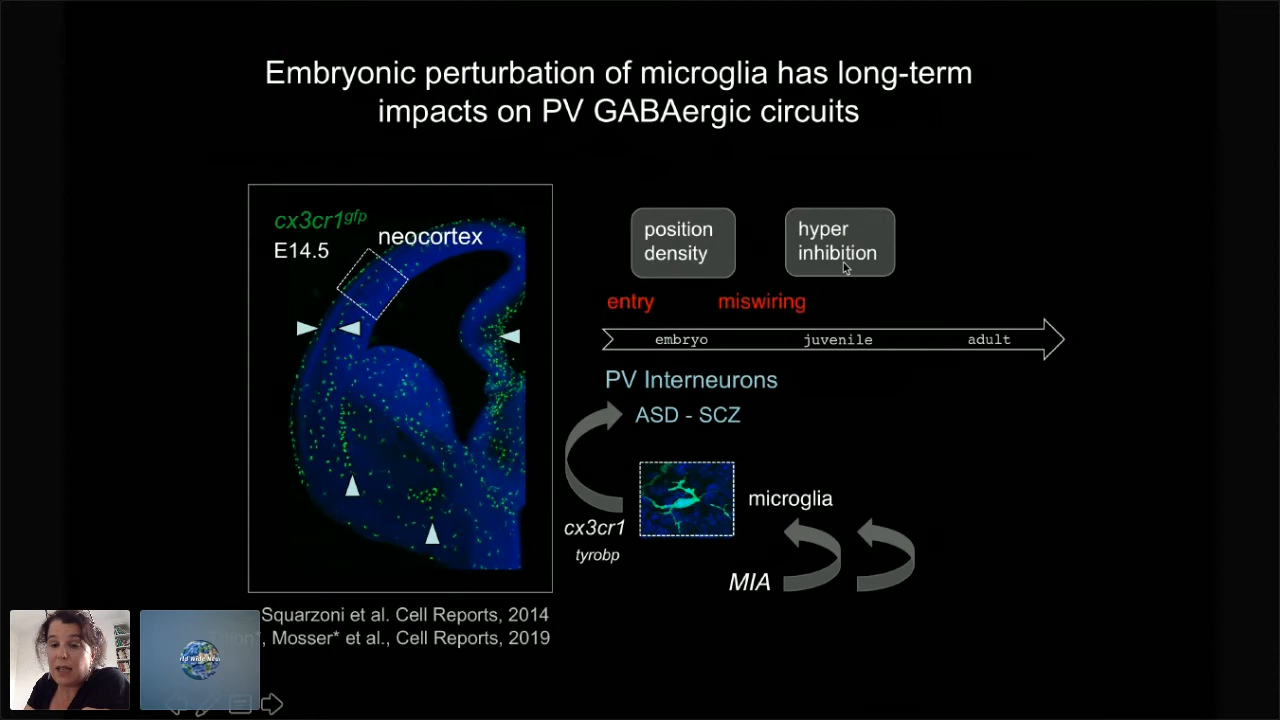 Embryonic perturbation of microglia has long-term
impacts on PV GABAergic circuits
cx3cr1gfp
E14.5
neocortex
position
density
hyper
inhibition
entry
miswiring
embryo
juvenile
adult
PV Interneurons
ASD - SCZ
microglia
cx3cr1
tyrobp
MIA
Squarzoni et al. Cell Reports, 2014
Mosser* et al., Cell Reports, 2019